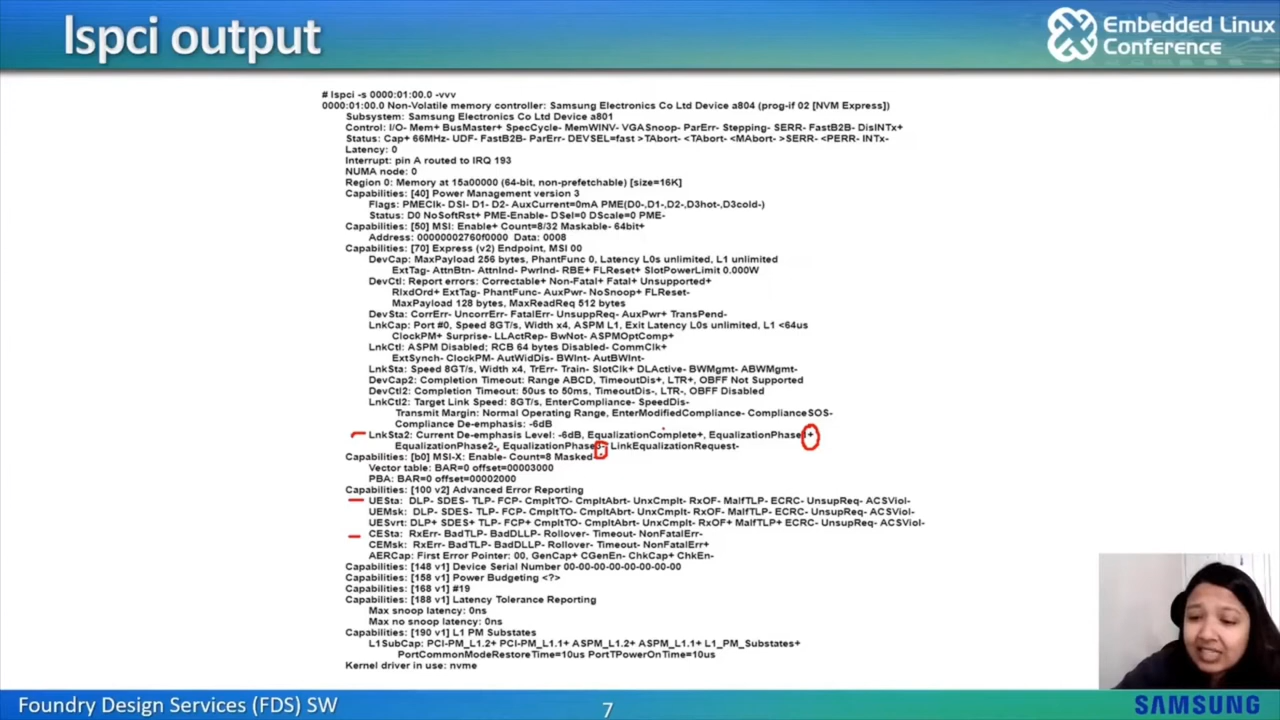 lspci output
Embedded Linux
Conference
# lspci -s 0000:01:00.0 -vvv
0000:01:00.0 Non-Volatile memory controller: Samsung Electronics Co Ltd Device a804 (prog-if 02 [NVM Express])
Subsystem: Samsung Electronics Co Ltd Device a801
Control: I/O- Mem+ BusMaster+ SpecCycle- MemWINV- VGASnoop- ParErr- Stepping- SERR- FastB2B- DisINTx+
Status: Cap+ 66MHz- UDF- FastB2B- ParErr- DEVSEL=fast >TAbort- <TAbort- <MAbort- >SERR- <PERR- INTx-
Latency: 0
Interrupt: pin A routed to IRQ 193
NUMA node: 0
Region 0: Memory at 15a00000 (64-bit, non-prefetchable) [size=16K]
Capabilities: [40] Power Management version 3
Flags: PMEClk- DSI- D1- D2- AuxCurrent=0mA PME(D0-,D1-,D2-,D3hot-,D3cold-)
Status: D0 NoSoftRst+ PME-Enable- DSel=0 DScale=0 PME-
Capabilities: [50] MSI: Enable+ Count=8/32 Maskable- 64bit+
Address: 00000002760f0000 Data: 0008
Capabilities: [70] Express (v2) Endpoint, MSI 00
DevCap: MaxPayload 256 bytes, PhantFunc 0, Latency L0s unlimited, L1 unlimited
ExtTag- AttnBtn- AttnInd- PwrInd- RBE+ FLReset+ SlotPowerLimit 0.000W
DevCtl: Report errors: Correctable+ Non-Fatal+ Fatal+ Unsupported+
RlxdOrd+ ExtTag- PhantFunc- AuxPwr- NoSnoop+ FLReset-
MaxPayload 128 bytes, MaxReadReq 512 bytes
DevSta: CorrErr- UncorrErr- FatalErr- UnsuppReq- AuxPwr+ TransPend-
LnkCap: Port #0, Speed 8GT/s, Width x4, ASPM L1, Exit Latency L0s unlimited, L1 <64us
ClockPM+ Surprise- LLActRep- BwNot- ASPMOptComp+
LnkCtl: ASPM Disabled; RCB 64 bytes Disabled- CommClk+
ExtSynch- ClockPM- AutWidDis- BWInt- AutBWInt-
LnkSta: Speed 8GT/s, Width x4, TrErr- Train- SlotClk+ DLActive- BWMgmt- ABWMgmt-
DevCap2: Completion Timeout: Range ABCD, TimeoutDis+, LTR+, OBFF Not Supported
DevCtl2: Completion Timeout: 50us to 50ms, TimeoutDis-, LTR-, OBFF Disabled
LnkCtl2: Target Link Speed: 8GT/s, EnterCompliance- SpeedDis-
Transmit Margin: Normal Operating Range, EnterModifiedCompliance- ComplianceSOS-
Compliance De-emphasis: -6dB
LnkSta2: Current De-emphasis Level: -6dB, EqualizationComplete+, EqualizationPhase1+
EqualizationPhase2-, EqualizationPhase3- LinkEqualizationRequest-
Capabilities: [b0] MSI-X: Enable- Count=8 Masked-
Vector table: BAR=0 offset=00003000
PBA: BAR=0 offset=00002000
Capabilities: [100 v2] Advanced Error Reporting
UESta: DLP- SDES- TLP- FCP- CmpltTO- CmpltAbrt- UnxCmplt- RxOF- MalfTLP- ECRC- UnsupReq- ACSViol-
UEMsk: DLP- SDES- TLP- FCP- CmpltTO- CmpltAbrt- UnxCmplt- RxOF- MalfTLP- ECRC- UnsupReq- ACSViol-
UESvrt: DLP+ SDES+ TLP- FCP+ CmpltTO- CmpltAbrt- UnxCmplt- RxOF+ MalfTLP+ ECRC- UnsupReq- ACSViol-
CESta: RxErr- BadTLP- BadDLLP- Rollover- Timeout- NonFatalErr-
CEMsk: RxErr- BadTLP- BadDLLP- Rollover- Timeout- NonFatalErr+
AERCap: First Error Pointer: 00, GenCap+ CGenEn- ChkCap+ ChkEn-
Capabilities: [148 v1] Device Serial Number 00-00-00-00-00-00-00-00
Capabilities: [158 v1] Power Budgeting <?>
Capabilities: [168 v1] #19
Capabilities: [188 v1] Latency Tolerance Reporting
Max snoop latency: 0ns
Max no snoop latency: 0ns
Capabilities: [190 v1] L1 PM Substates
L1SubCap: PCI-PM_L1.2+ PCI-PM_L1.1+ ASPM_L1.2+ ASPM_L1.1+ L1_PM_Substates+
PortCommonModeRestoreTime=10us PortTPowerOnTime=10us
Kernel driver in use: nvme
Foundry Design Services (FDS) SW
7
SAMSUNG